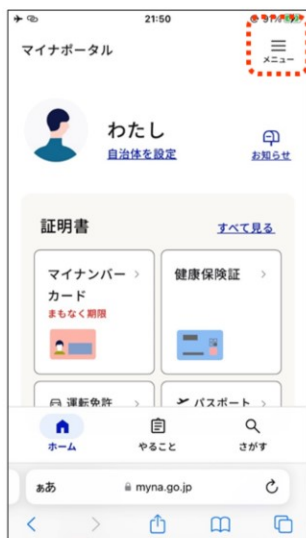 21:50
97%
マイナポータル
メニュー
わたし
自治体を設定
お知らせ
証明書
すべて見る
マイナンバーカード
まもなく期限
健康保険証
運転免許
パスポート
ホーム
やること
さがす
ぁあ
myna.go.jp